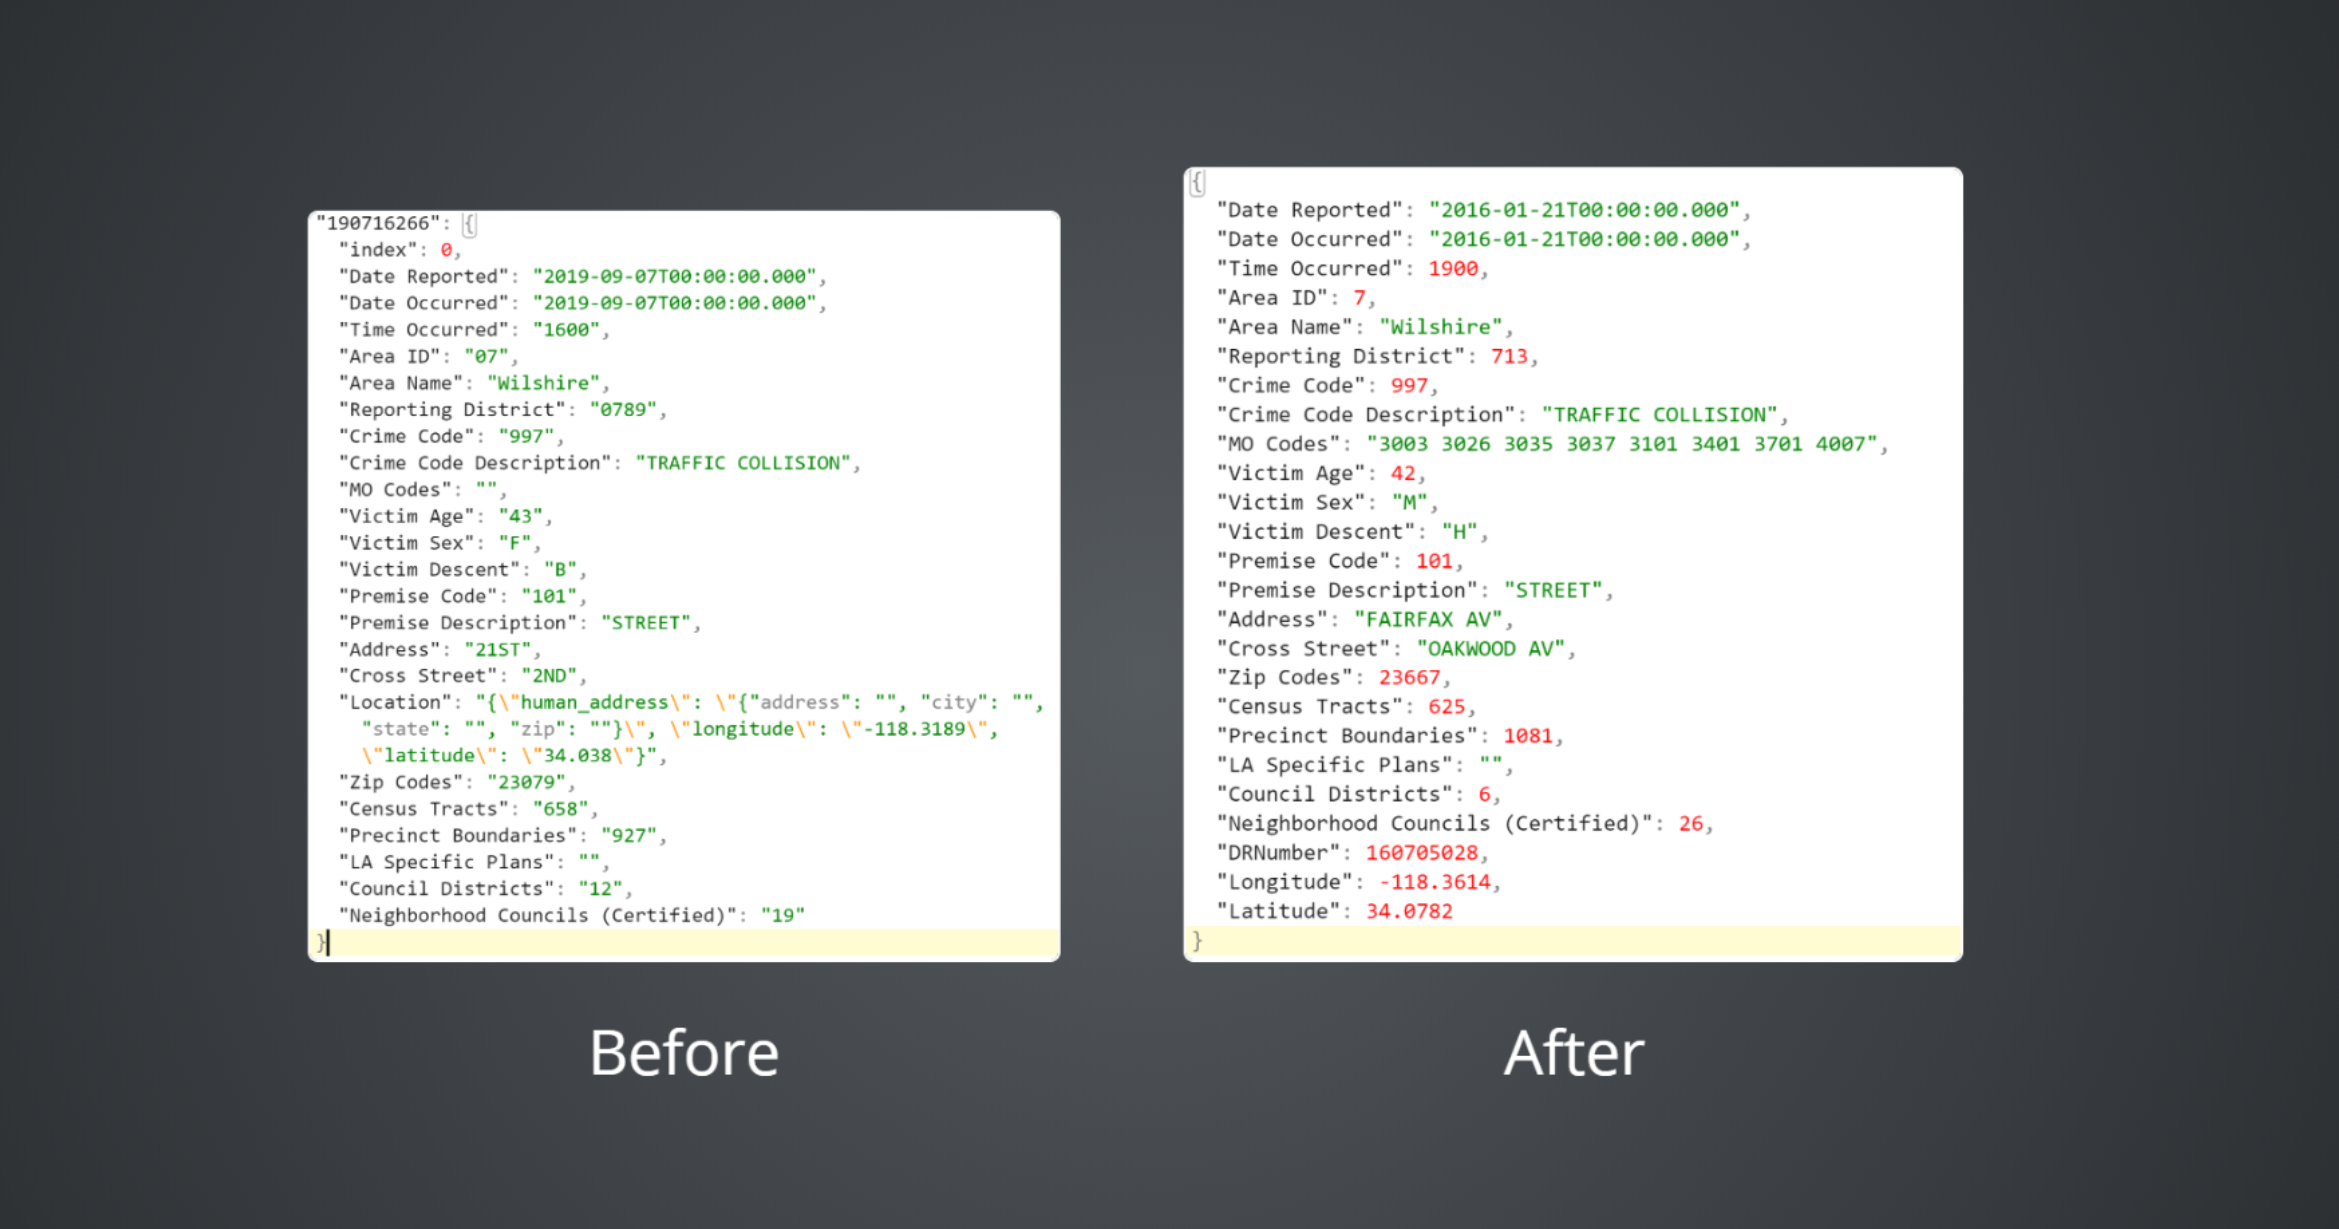 "190716266": {
"index": 0,
"Date Reported": "2019-09-07T00:00:00.000",
"Date Occurred": "2019-09-07T00:00:00.000",
"Time Occurred": "1600",
"Area ID": "07",
"Area Name": "Wilshire",
"Reporting District": "0789",
"Crime Code": "997",
"Crime Code Description": "TRAFFIC COLLISION",
"MO Codes": "",
"Victim Age": "43",
"Victim Sex": "F",
"Victim Descent": "B",
"Premise Code": "101",
"Premise Description": "STREET",
"Address": "21ST",
"Cross Street": "2ND",
"Location": "{\"human_address\": \"{"address": "", "city": "",
"state": "", "zip": ""}\", \"longitude\": \"-118.3189\",
\"latitude\": \"34.038\"}",
"Zip Codes": "23079",
"Census Tracts": "658",
"Precinct Boundaries": "927",
"LA Specific Plans": "",
"Council Districts": "12",
"Neighborhood Councils (Certified)": "19"
}
Before
{
"Date Reported": "2016-01-21T00:00:00.000",
"Date Occurred": "2016-01-21T00:00:00.000",
"Time Occurred": 1900,
"Area ID": 7,
"Area Name": "Wilshire",
"Reporting District": 713,
"Crime Code": 997,
"Crime Code Description": "TRAFFIC COLLISION",
"MO Codes": "3003 3026 3035 3037 3101 3401 3701 4007",
"Victim Age": 42,
"Victim Sex": "M",
"Victim Descent": "H",
"Premise Code": 101,
"Premise Description": "STREET",
"Address": "FAIRFAX AV",
"Cross Street": "OAKWOOD AV",
"Zip Codes": 23667,
"Census Tracts": 625,
"Precinct Boundaries": 1081,
"LA Specific Plans": "",
"Council Districts": 6,
"Neighborhood Councils (Certified)": 26,
"DRNumber": 160705028,
"Longitude": -118.3614,
"Latitude": 34.0782
}
After